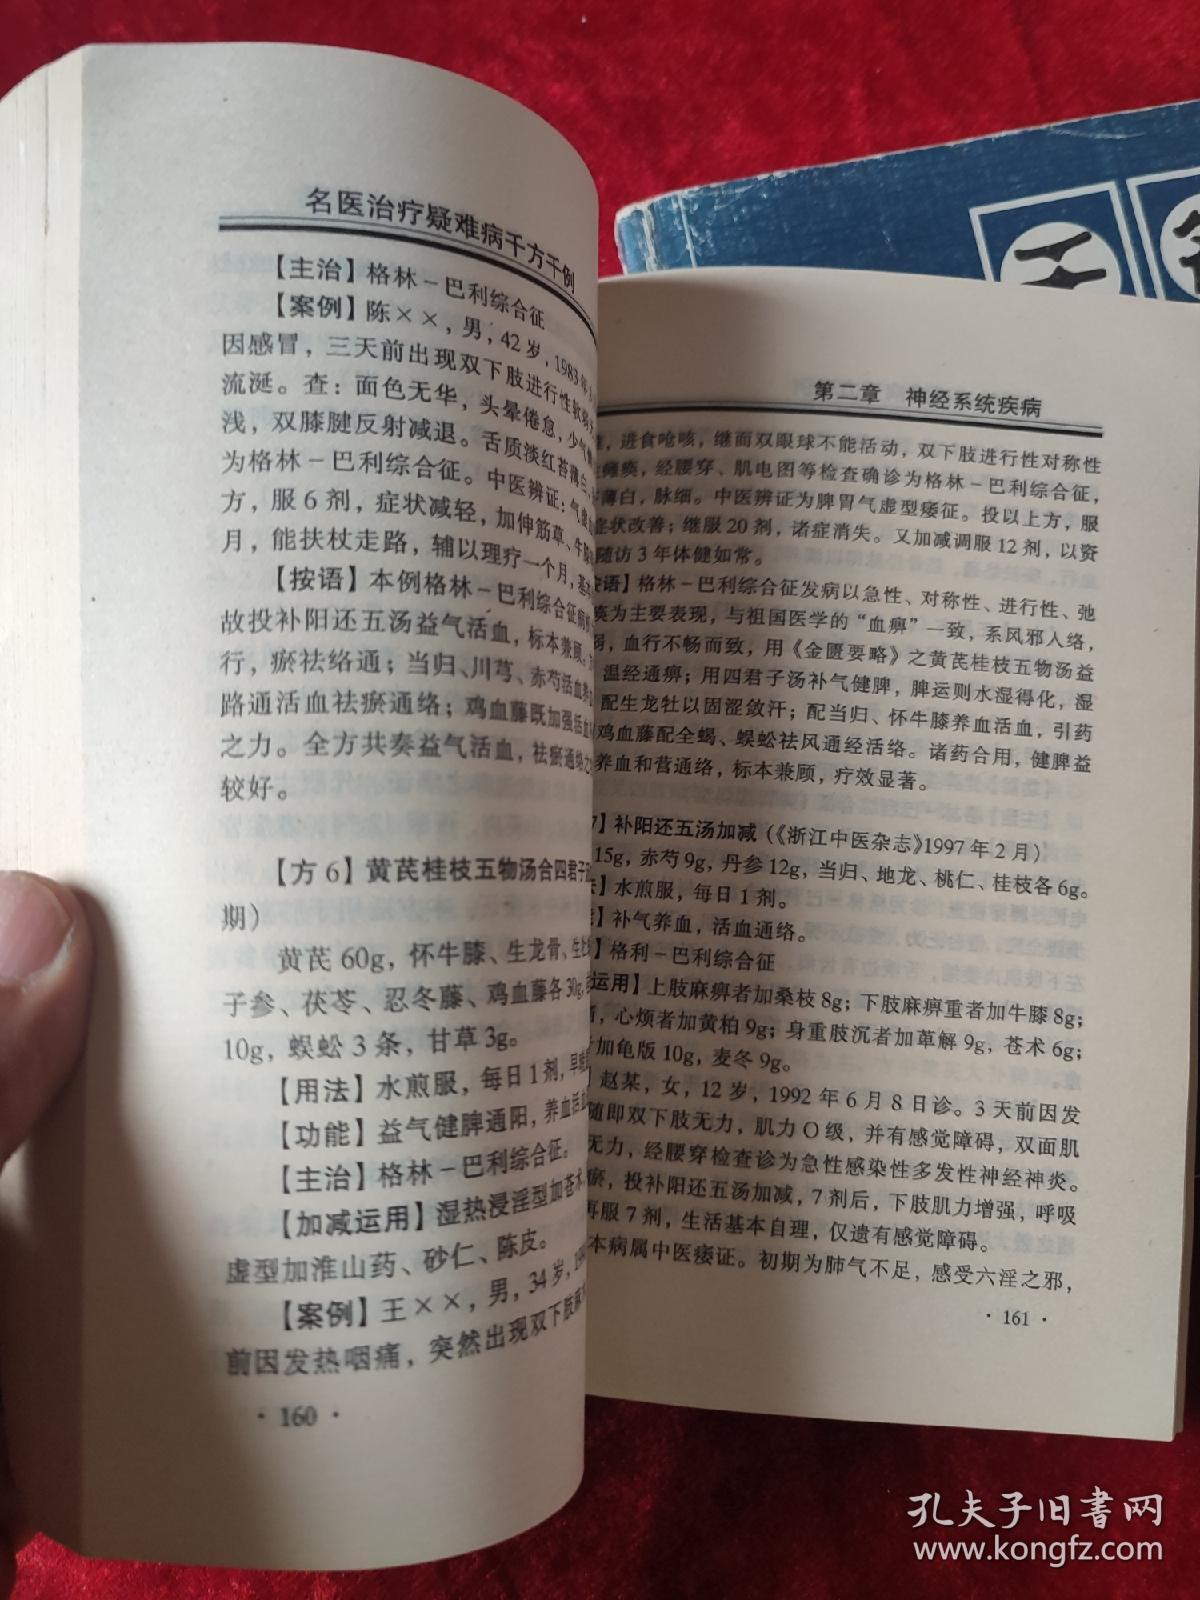 名医治疗疑难病千方千例
【主治】格林－巴利综合征
【案例】陈××，男，42岁，1983年
因感冒，三天前出现双下肢进行性软
流涎。查：面色无华，头晕倦怠，少气
浅，双膝腱反射减退。舌质淡红苔薄白
为格林－巴利综合征。中医辨证：气虚
方，服6剂，症状减轻，加伸筋草、牛膝
月，能扶杖走路，辅以理疗一个月，基
【按语】本例格林－巴利综合征病
故投补阳还五汤益气活血，标本兼顾。
行，瘀祛络通；当归、川芎、赤芍活血养
路通活血祛瘀通络；鸡血藤既加强活血
之力。全方共奏益气活血，祛瘀通络之
较好。
【方6】黄芪桂枝五物汤合四君子
期）
黄芪60g，怀牛膝、生龙骨、生
子参、茯苓、忍冬藤、鸡血藤各30g，
10g，蜈蚣3条，甘草3g。
【用法】水煎服，每日1剂，早晚
【功能】益气健脾通阳，养血活
【主治】格林－巴利综合征。
【加减运用】湿热浸淫型加苍术
虚型加淮山药、砂仁、陈皮。
【案例】王××，男，34岁，19
前因发热咽痛，突然出现双下肢
·160·
第二章 神经系统疾病
，进食呛咳，继而双眼球不能活动，双下肢进行性对称性
瘫痪，经腰穿、肌电图等检查确诊为格林－巴利综合征，
薄白，脉细。中医辨证为脾胃气虚型痿征。投以上方，服
症状改善；继服20剂，诸症消失。又加减调服12剂，以资
随访3年体健如常。
按语】格林－巴利综合征发病以急性、对称性、进行性、弛
痪为主要表现，与祖国医学的“血痹”一致，系风邪入络，
弱，血行不畅而致，用《金匮要略》之黄芪桂枝五物汤益
温经通痹；用四君子汤补气健脾，脾运则水湿得化，湿
配生龙牡以固涩敛汗；配当归、怀牛膝养血活血，引药
鸡血藤配全蝎、蜈蚣祛风通经活络。诸药合用，健脾益
养血和营通络，标本兼顾，疗效显著。
7】补阳还五汤加减（《浙江中医杂志》1997年2月）
15g，赤芍9g，丹参12g，当归、地龙、桃仁、桂枝各6g。
】水煎服，每日1剂。
】补气养血，活血通络。
】格利－巴利综合征
运用】上肢麻痹者加桑枝8g；下肢麻痹重者加牛膝8g；
，心烦者加黄柏9g；身重肢沉者加萆解9g，苍术6g；
加龟版10g，麦冬9g。
】赵某，女，12岁，1992年6月8日诊。3天前因发
随即双下肢无力，肌力O级，并有感觉障碍，双面肌
无力，经腰穿检查诊为急性感染性多发性神经神炎。
瘀，投补阳还五汤加减，7剂后，下肢肌力增强，呼吸
再服7剂，生活基本自理，仅遗有感觉障碍。
本病属中医痿证。初期为肺气不足，感受六淫之邪，
·161·
孔夫子旧书网
www.kongfz.com